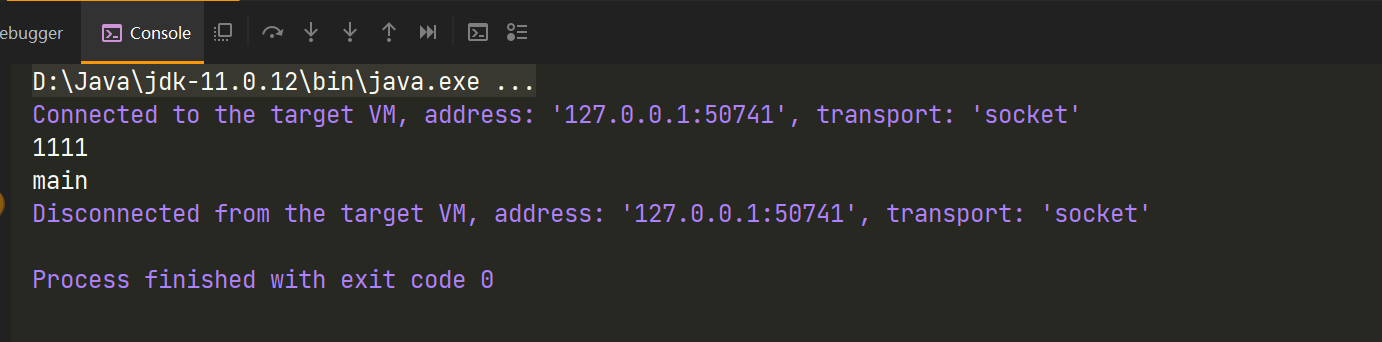 ebugger Console
D:\Java\jdk-11.0.12\bin\java.exe ...
Connected to the target VM, address: '127.0.0.1:50741', transport: 'socket'
1111
main
Disconnected from the target VM, address: '127.0.0.1:50741', transport: 'socket'
Process finished with exit code 0